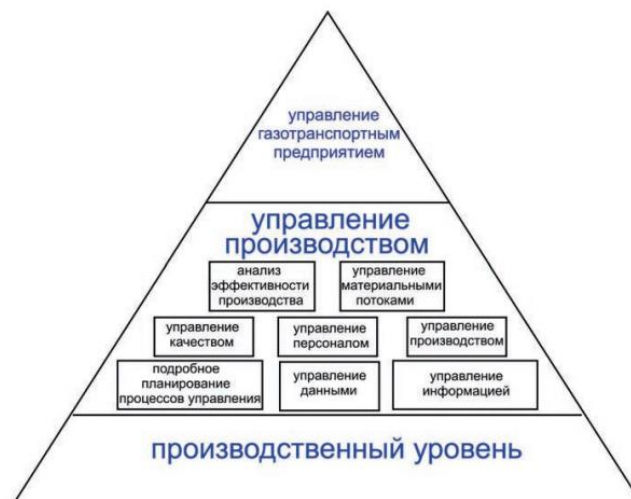 управление
газотранспортным
предприятием
управление
производством
анализ
эффективности
производства
управление
материальными
потоками
управление
качеством
управление
персоналом
управление
производством
подробное
планирование
процессов управления
управление
данными
управление
информацией
производственный уровень